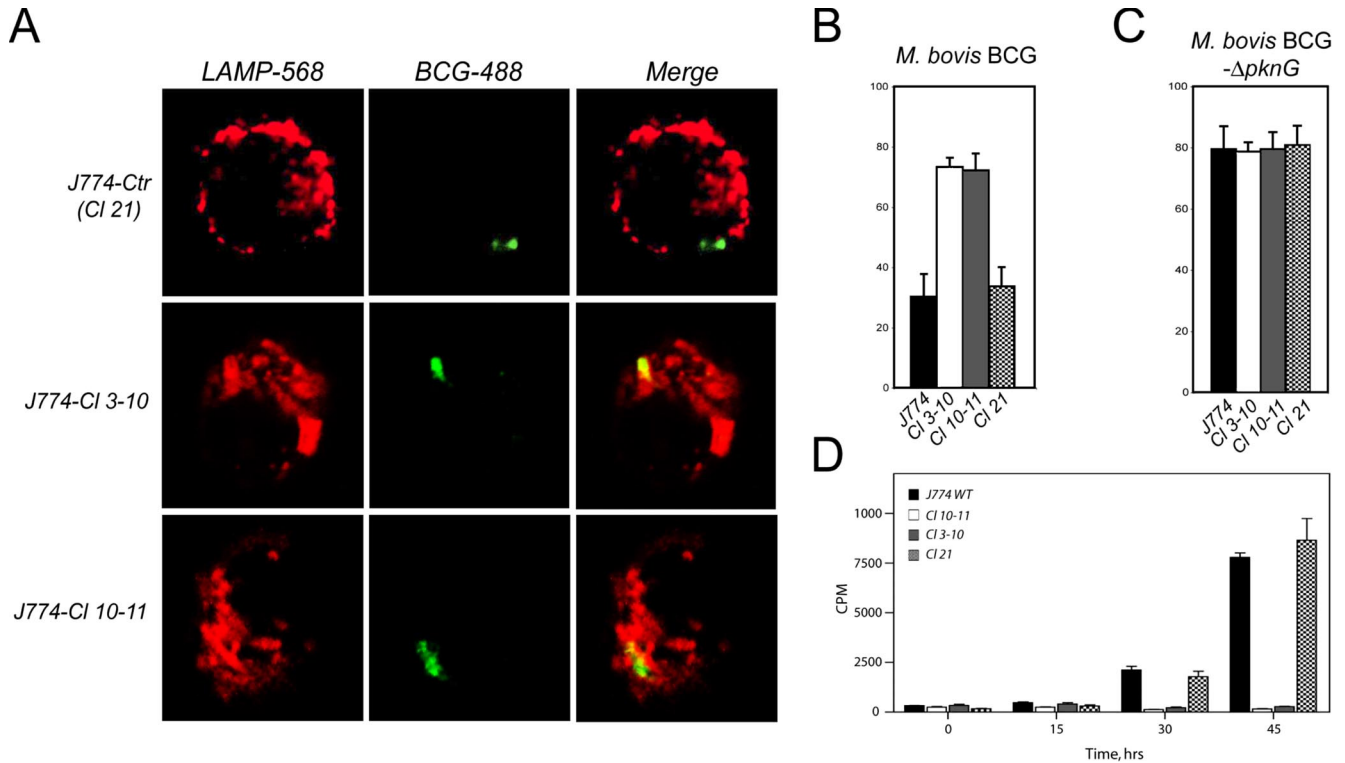 A
LAMP-568 BCG-488 Merge
J774-Ctr
(Cl 21)
J774-Cl 3-10
J774-Cl 10-11
B
M. bovis BCG
100
80
60
40
20
0
J774
Cl 3-10
Cl 10-11
Cl 21
C
M. bovis BCG
-ΔpknG
100
80
60
40
20
0
J774
Cl 3-10
Cl 10-11
Cl 21
D
J774 WT
Cl 10-11
Cl 3-10
Cl 21
1000
7500
5000
2500
0
CPM
0 15 30 45
Time, hrs